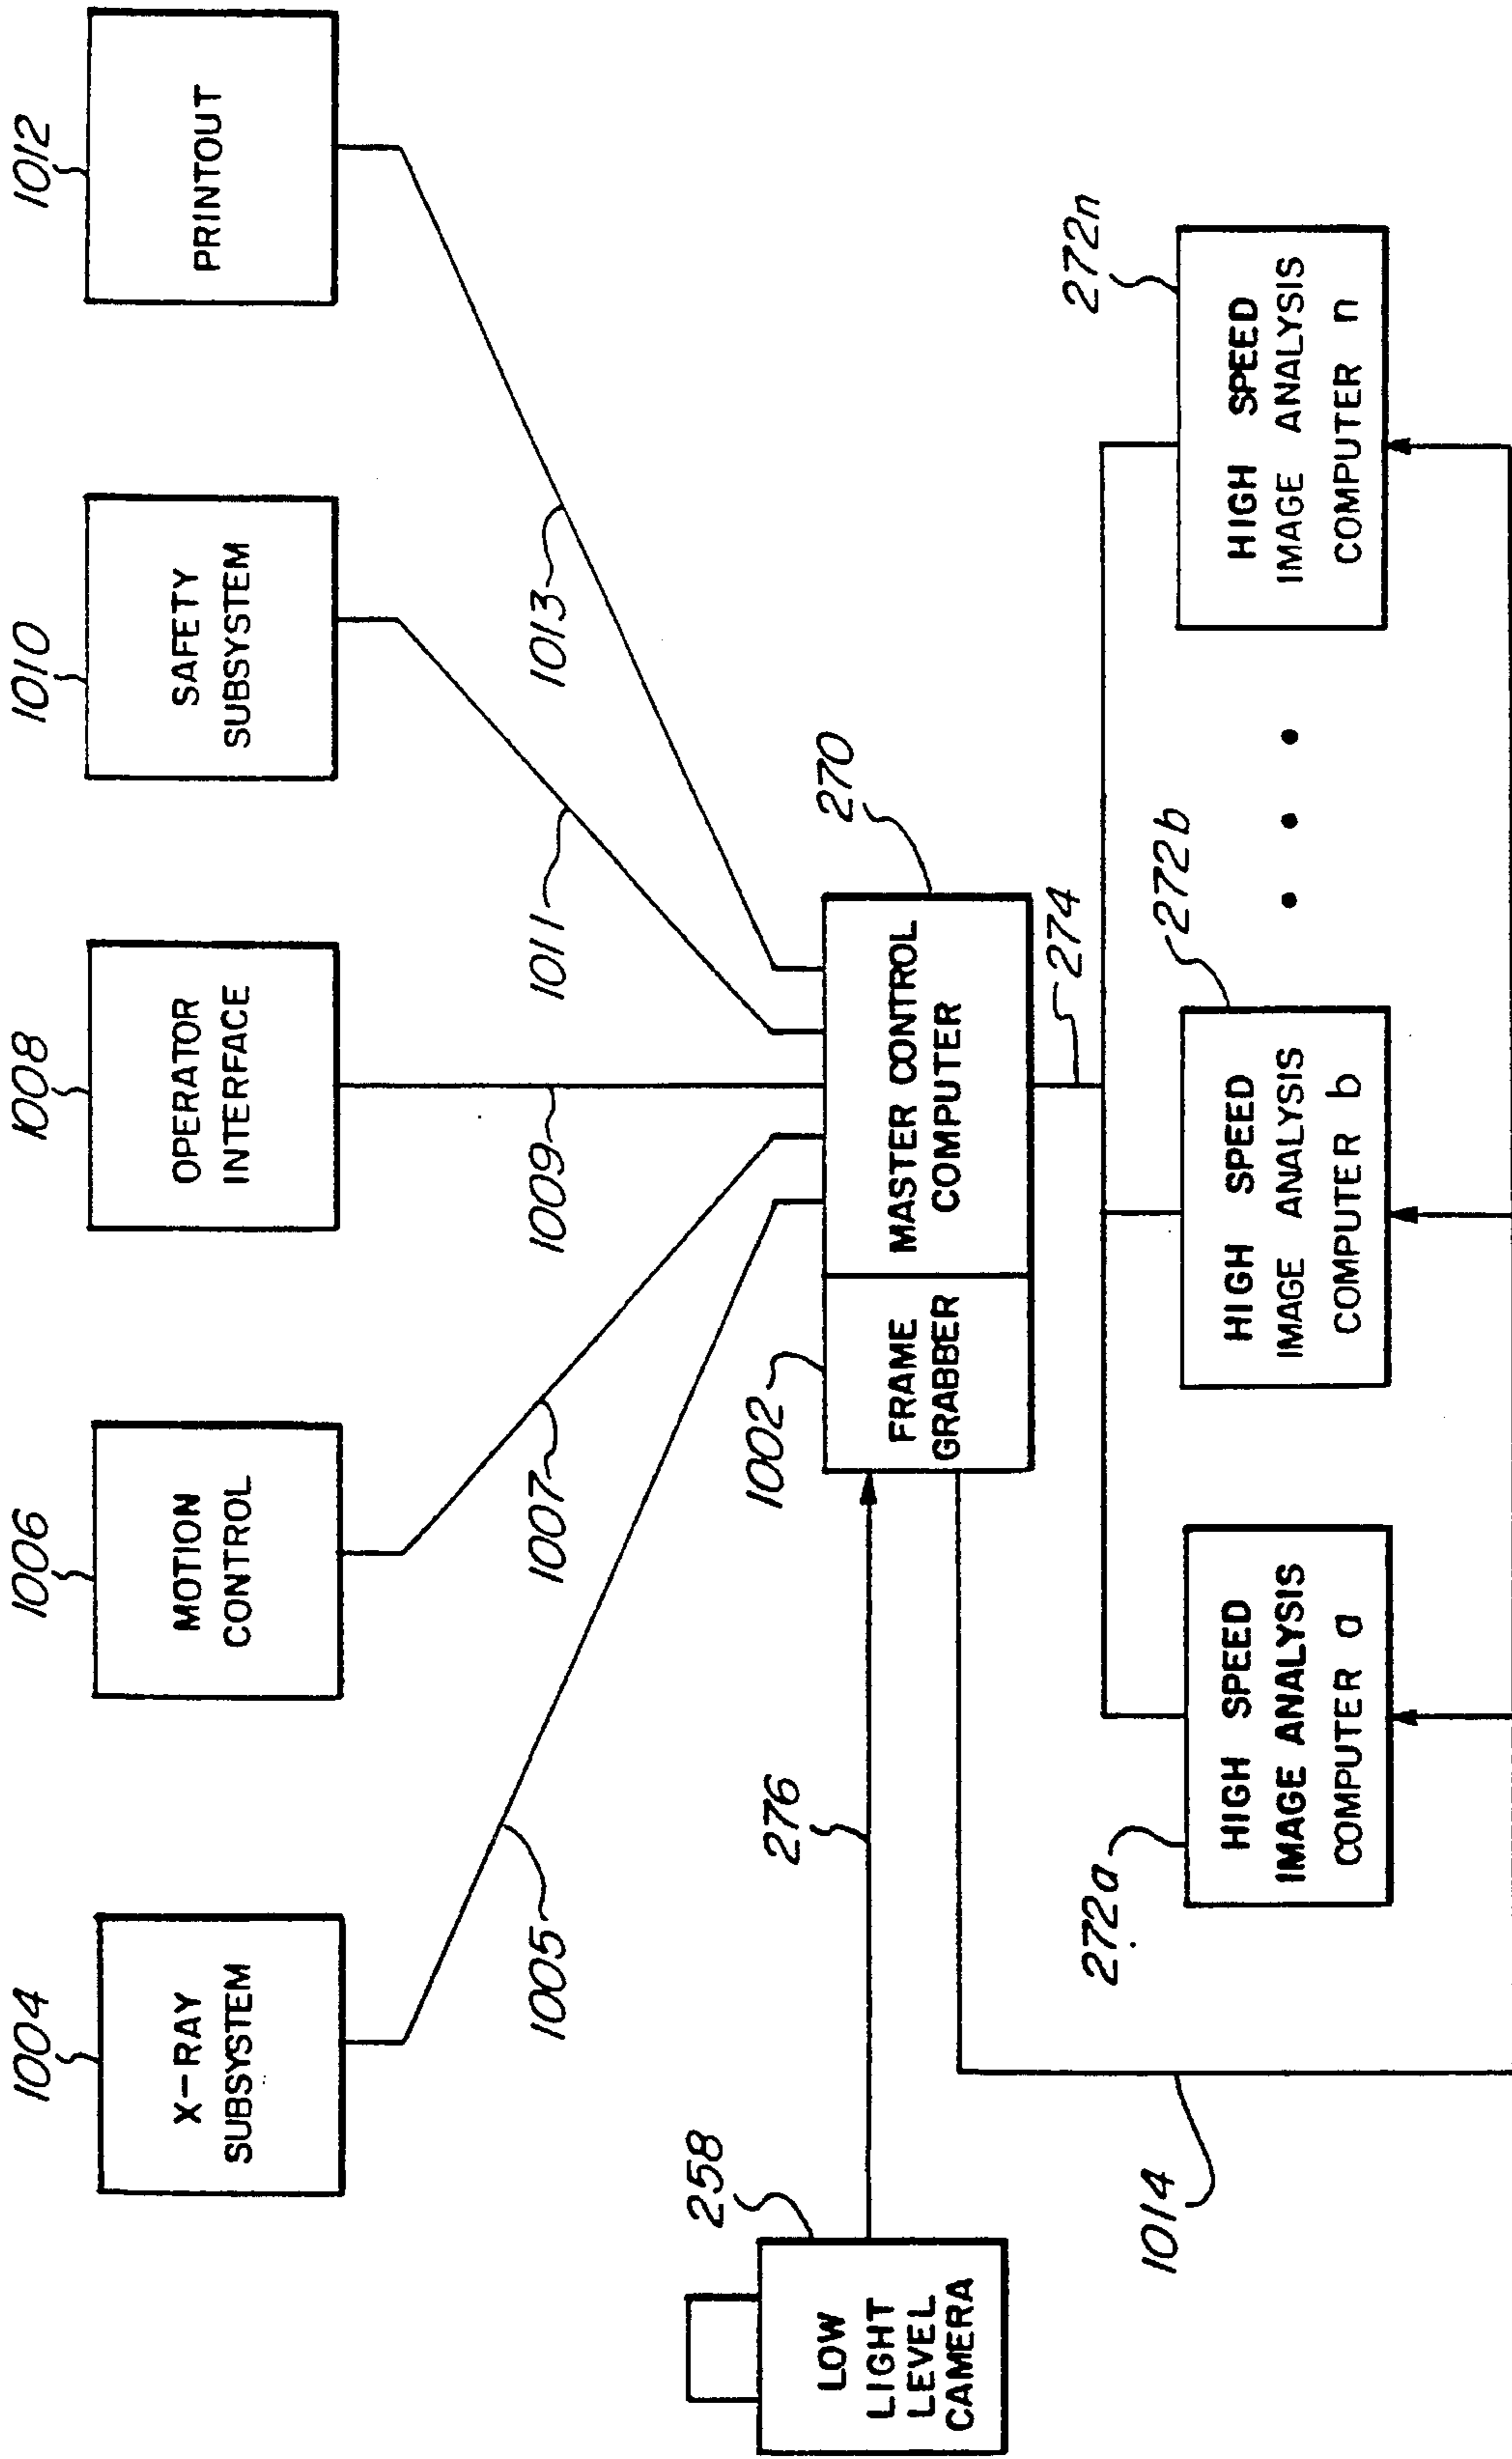 1004
1006
1008
1010
1012
X-RAY
SUBSYSTEM
MOTION
CONTROL
OPERATOR
INTERFACE
SAFETY
SUBSYSTEM
PRINTOUT
1005
1007
1009
1011
1013
258
276
1002
270
LOW
LIGHT
LEVEL
CAMERA
FRAME
GRABBER
MASTER CONTROL
COMPUTER
274
1014
272a
272b
272n
HIGH SPEED
IMAGE ANALYSIS
COMPUTER a
HIGH SPEED
IMAGE ANALYSIS
COMPUTER b
HIGH SPEED
IMAGE ANALYSIS
COMPUTER n